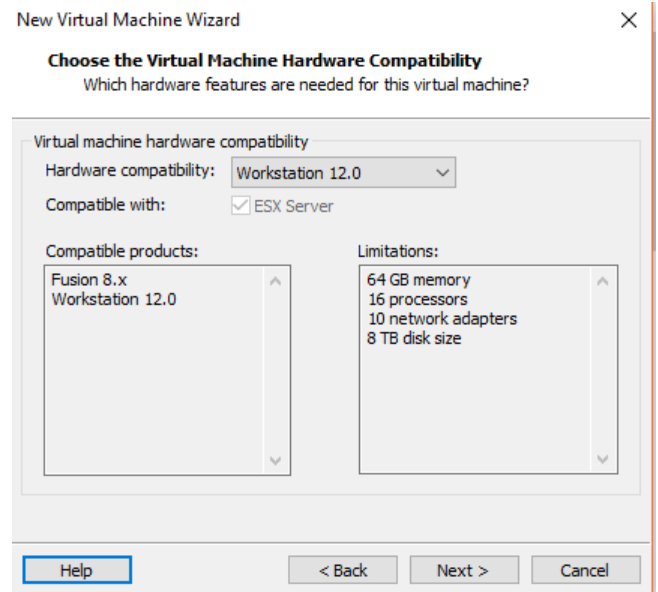 New Virtual Machine Wizard
Choose the Virtual Machine Hardware Compatibility
Which hardware features are needed for this virtual machine?
Virtual machine hardware compatibility
Hardware compatibility: Workstation 12.0
Compatible with: ESX Server
Compatible products:
Fusion 8.x
Workstation 12.0
Limitations:
64 GB memory
16 processors
10 network adapters
8 TB disk size
Help < Back Next > Cancel